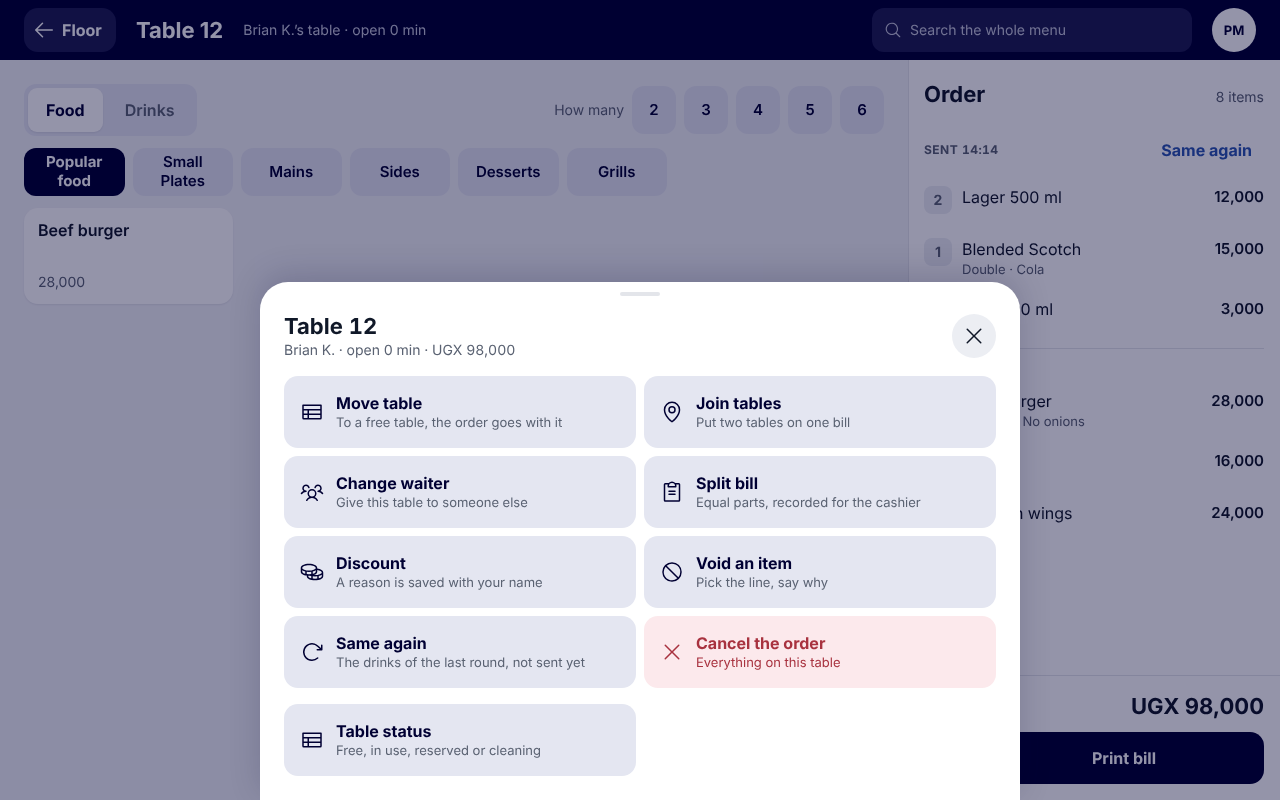 Floor
Table 12
Brian K.’s table · open 0 min
Search the whole menu
PM
Food
Drinks
How many
2
3
4
5
6
Popular
food
Small
Plates
Mains
Sides
Desserts
Grills
Beef burger
28,000
Order
8 items
SENT 14:14
Same again
2
Lager 500 ml
12,000
1
Blended Scotch
15,000
Double · Cola
0 ml
3,000
28,000
No onions
16,000
wings
24,000
UGX 98,000
Print bill
Table 12
Brian K. · open 0 min · UGX 98,000
Move table
To a free table, the order goes with it
Join tables
Put two tables on one bill
Change waiter
Give this table to someone else
Split bill
Equal parts, recorded for the cashier
Discount
A reason is saved with your name
Void an item
Pick the line, say why
Same again
The drinks of the last round, not sent yet
Cancel the order
Everything on this table
Table status
Free, in use, reserved or cleaning